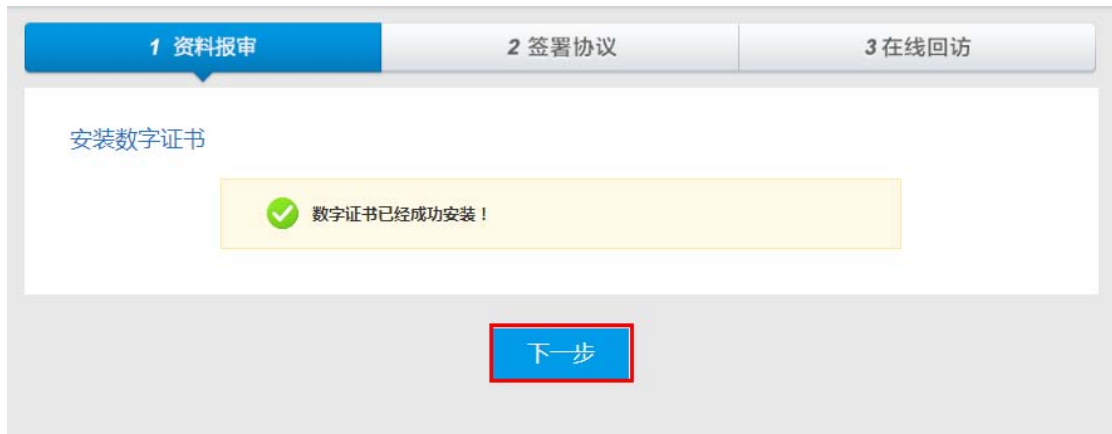 1 资料报审
2 签署协议
3 在线回访
安装数字证书
数字证书已经成功安装！
下一步